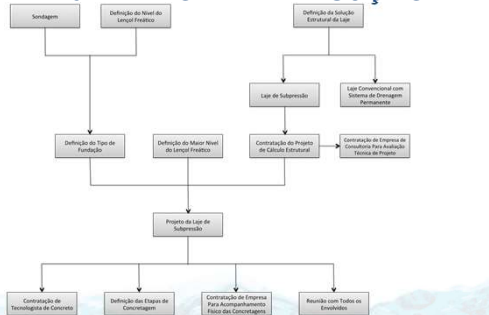 Sondagem
Definição do Nível do
Lençol Freático
Definição da Solução
Estrutural da Laje
Laje de Subpressão
Laje Convencional com
Sistema de Drenagem
Permanente
Definição do Tipo de
Fundação
Definição do Maior Nível
do Lençol Freático
Contratação do Projeto
de Cálculo Estrutural
Contratação de Empresa de
Consultoria Para Avaliação
Técnica de Projeto
Projeto da Laje de
Subpressão
Contratação de
Tecnologista de Concreto
Definição das Etapas de
Concretagem
Contratação de Empresa
Para Acompanhamento
Físico das Concretagens
Reunião com Todos os
Envolvidos